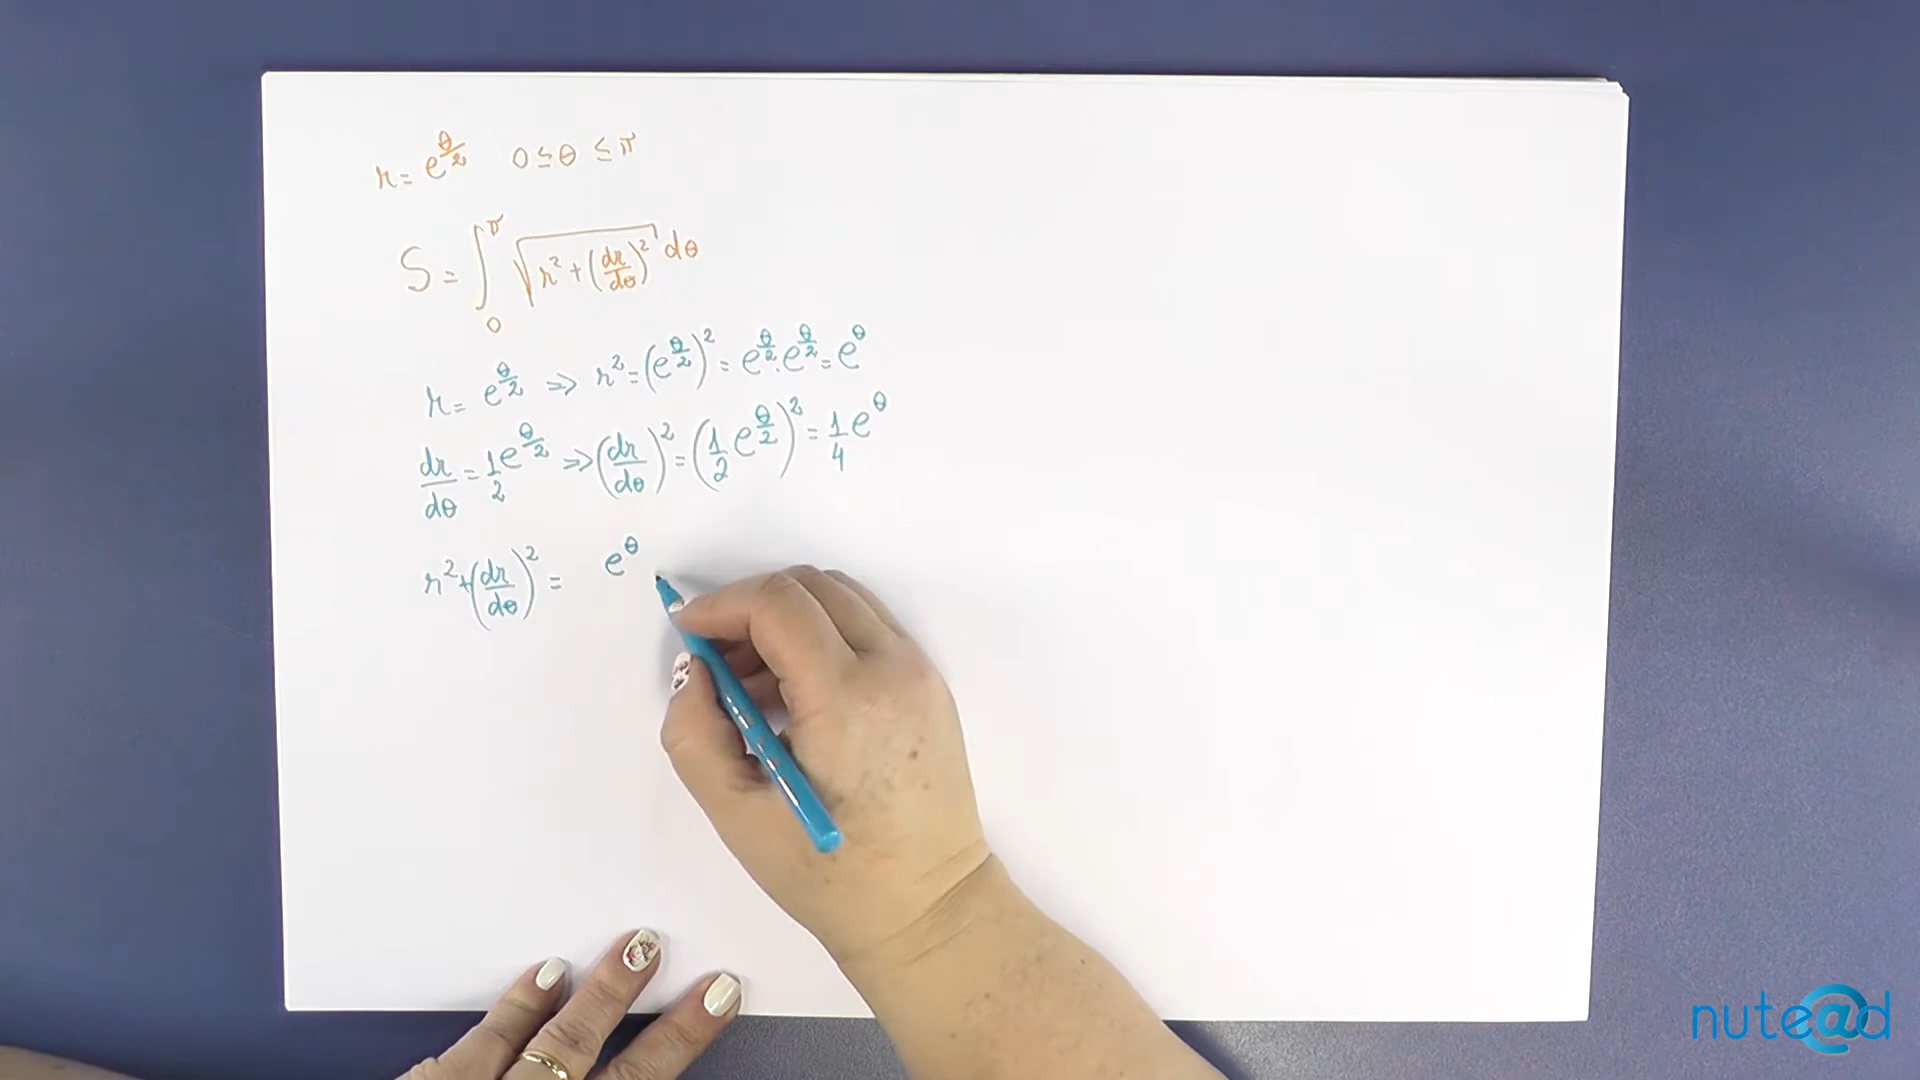 r = e^{θ/2} 0 ≤ θ ≤ π
S = ∫_0^π √(r² + (dr/dθ)²) dθ
r = e^{θ/2} => r² = (e^{θ/2})² = e^{θ/2} . e^{θ/2} = e^θ
dr/dθ = 1/2 e^{θ/2} => (dr/dθ)² = (1/2 e^{θ/2})² = 1/4 e^θ
r² + (dr/dθ)² = e^θ
nute@d